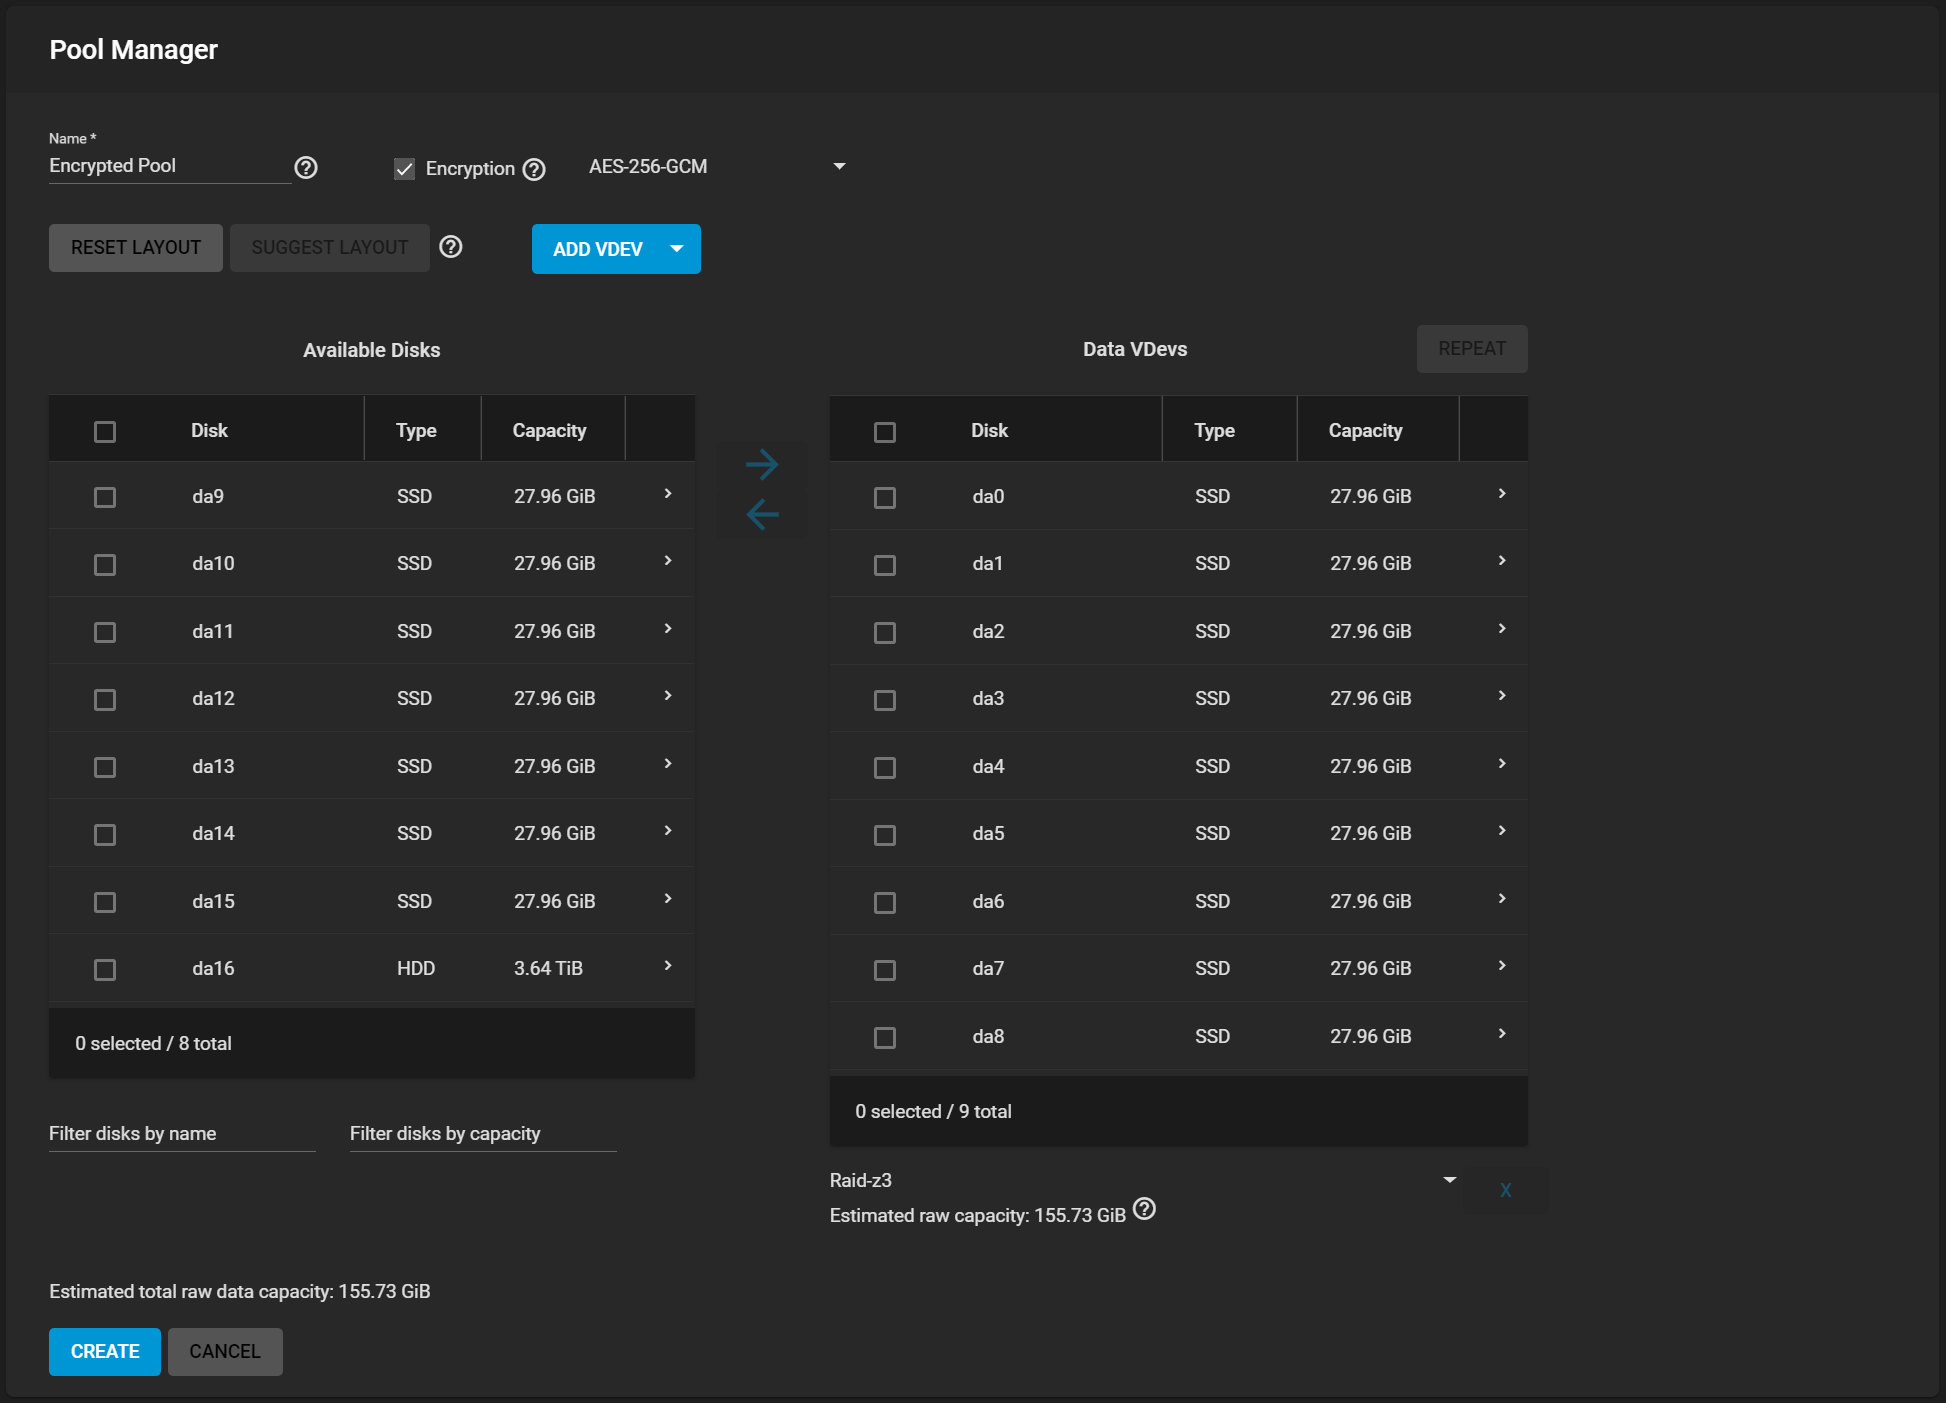 Pool Manager
Name *
Encrypted Pool
Encryption
AES-256-GCM
RESET LAYOUT
SUGGEST LAYOUT
ADD VDEV
Available Disks
Disk Type Capacity
da9 SSD 27.96 GiB
da10 SSD 27.96 GiB
da11 SSD 27.96 GiB
da12 SSD 27.96 GiB
da13 SSD 27.96 GiB
da14 SSD 27.96 GiB
da15 SSD 27.96 GiB
da16 HDD 3.64 TiB
0 selected / 8 total
Filter disks by name
Filter disks by capacity
Data VDevs
REPEAT
Disk Type Capacity
da0 SSD 27.96 GiB
da1 SSD 27.96 GiB
da2 SSD 27.96 GiB
da3 SSD 27.96 GiB
da4 SSD 27.96 GiB
da5 SSD 27.96 GiB
da6 SSD 27.96 GiB
da7 SSD 27.96 GiB
da8 SSD 27.96 GiB
0 selected / 9 total
Raid-z3
X
Estimated raw capacity: 155.73 GiB
Estimated total raw data capacity: 155.73 GiB
CREATE
CANCEL